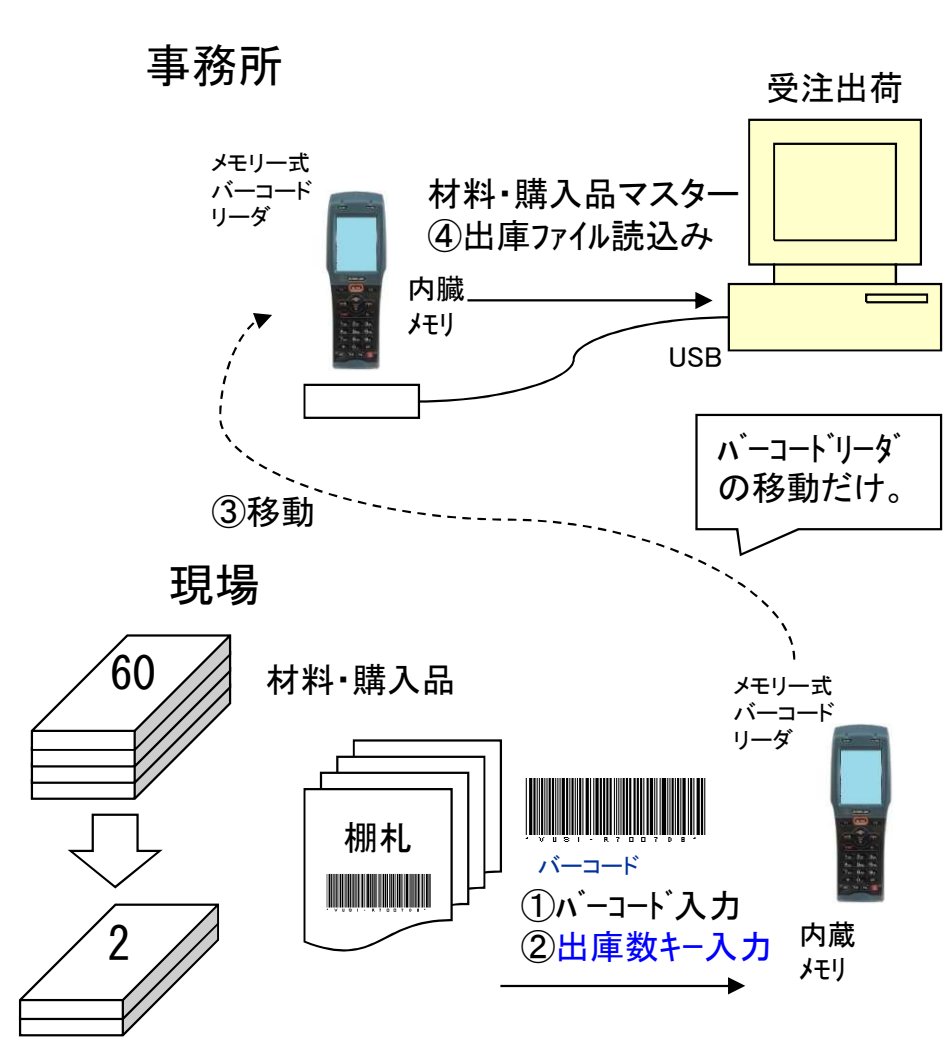 事務所
受注出荷
メモリー式
バーコード
リーダ
材料・購入品マスター
④出庫ファイル読込み
内臓
メモリ
USB
バーコードリーダ
の移動だけ。
③移動
現場
60
材料・購入品
メモリー式
バーコード
リーダ
棚札
バーコード
①バーコード入力
②出庫数キー入力
2
内蔵
メモリ